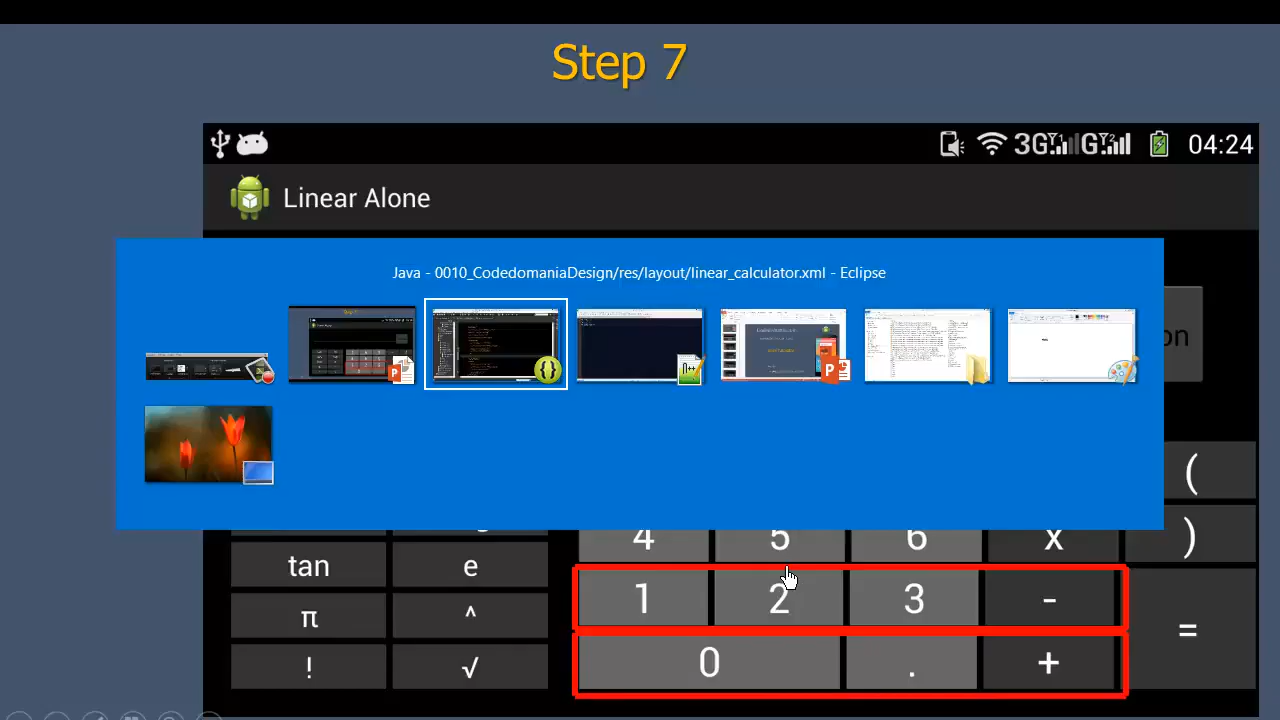 Step 7
3G G 04:24
Linear Alone
Java - 0010_CodedomaniaDesign/res/layout/linear_calculator.xml - Eclipse
on
(
4 5 6 x )
tan e
1 2 3 -
π ^
=
! √ 0 . +